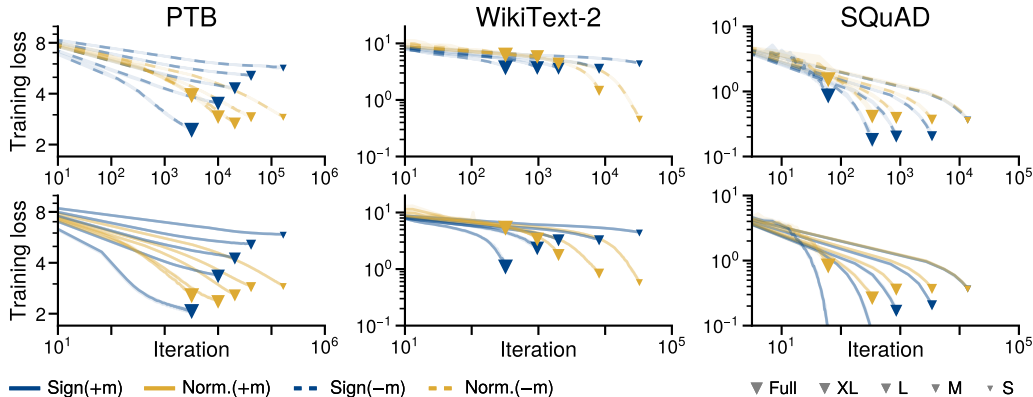 PTB WikiText-2 SQuAD
Training loss
8
4
2
10^1 10^2 10^3 10^4 10^5 10^6
10^1
10^0
10^−1
10^1 10^3 10^5
10^1
10^0
10^−1
10^1 10^2 10^3 10^4 10^5
Training loss
8
4
2
10^1 Iteration 10^6
10^1
10^0
10^−1
10^1 Iteration 10^5
10^1
10^0
10^−1
10^1 Iteration 10^5
Sign(+m) Norm.(+m) Sign(−m) Norm.(−m) Full XL L M S